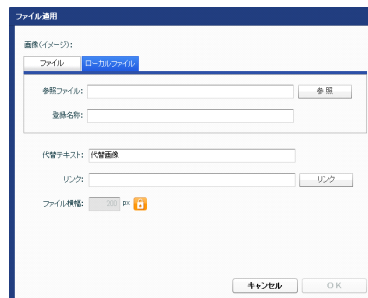 ファイル適用
画像(イメージ):
ファイル ローカルファイル
参照ファイル: 参照
登録名称:
代替テキスト: 代替画像
リンク: リンク
ファイル横幅: 300 px
キャンセル OK